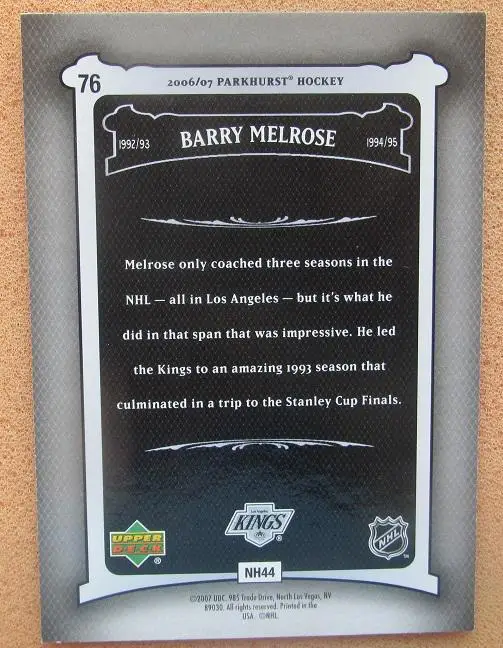 76
2006/07 PARKHURST® HOCKEY
1992/93
BARRY MELROSE
1994/95
Melrose only coached three seasons in the
NHL — all in Los Angeles — but it's what he
did in that span that was impressive. He led
the Kings to an amazing 1993 season that
culminated in a trip to the Stanley Cup Finals.
UPPER
DECK®
Los Angeles
KINGS®
NHL™
NH44
©2007 UDC. 985 Trade Drive, North Las Vegas, NV
89030. All rights reserved. Printed in the
USA. ©NHL.